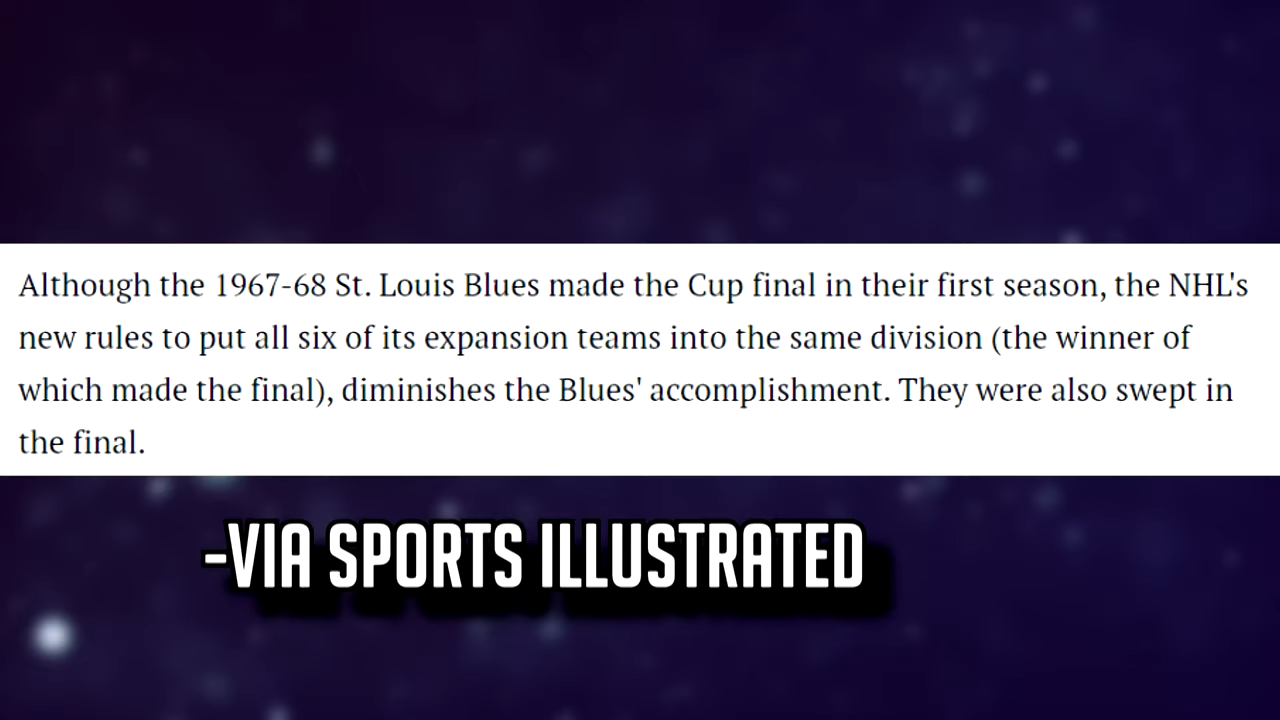 Although the 1967-68 St. Louis Blues made the Cup final in their first season, the NHL's
new rules to put all six of its expansion teams into the same division (the winner of
which made the final), diminishes the Blues' accomplishment. They were also swept in
the final.
-VIA SPORTS ILLUSTRATED